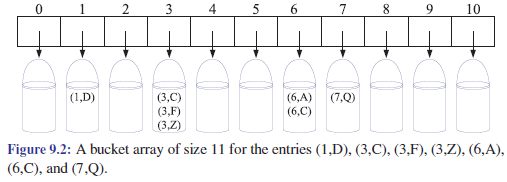 0 1 2 3 4 5 6 7 8 9 10
(1,D) (3,C) (6,A) (7,Q)
(3,F) (6,C)
(3,Z)
Figure 9.2: A bucket array of size 11 for the entries (1,D), (3,C), (3,F), (3,Z), (6,A),
(6,C), and (7,Q).